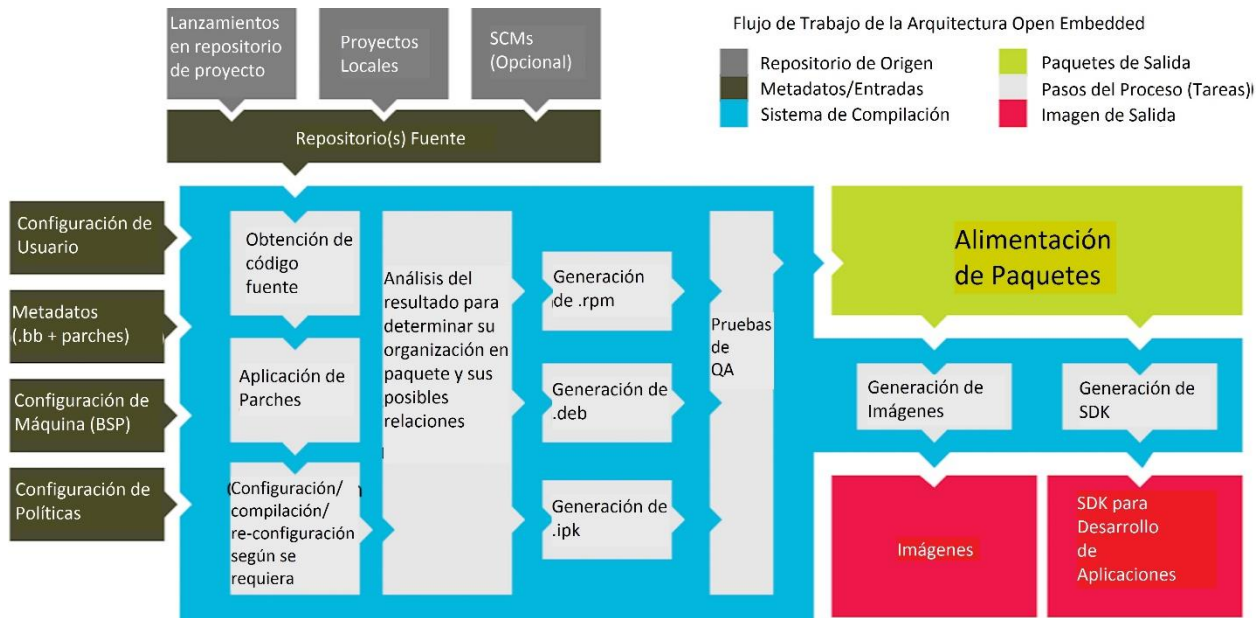 Lanzamientos
en repositorio
de proyecto
Proyectos
Locales
SCMs
(Opcional)
Repositorio(s) Fuente
Flujo de Trabajo de la Arquitectura Open Embedded
Repositorio de Origen
Metadatos/Entradas
Sistema de Compilación
Paquetes de Salida
Pasos del Proceso (Tareas)
Imagen de Salida
Configuración de
Usuario
Metadatos
(.bb + parches)
Configuración de
Máquina (BSP)
Configuración de
Políticas
Obtención de
código
fuente
Aplicación de
Parches
(Configuración/
compilación/
re-configuración
según se
requiera
Análisis del
resultado para
determinar su
organización en
paquete y sus
posibles
relaciones
Generación
de .rpm
Generación de
.deb
Generación de
.ipk
Pruebas
de
QA
Alimentación
de Paquetes
Generación de
Imágenes
Generación de
SDK
Imágenes
SDK para
Desarrollo
de
Aplicaciones